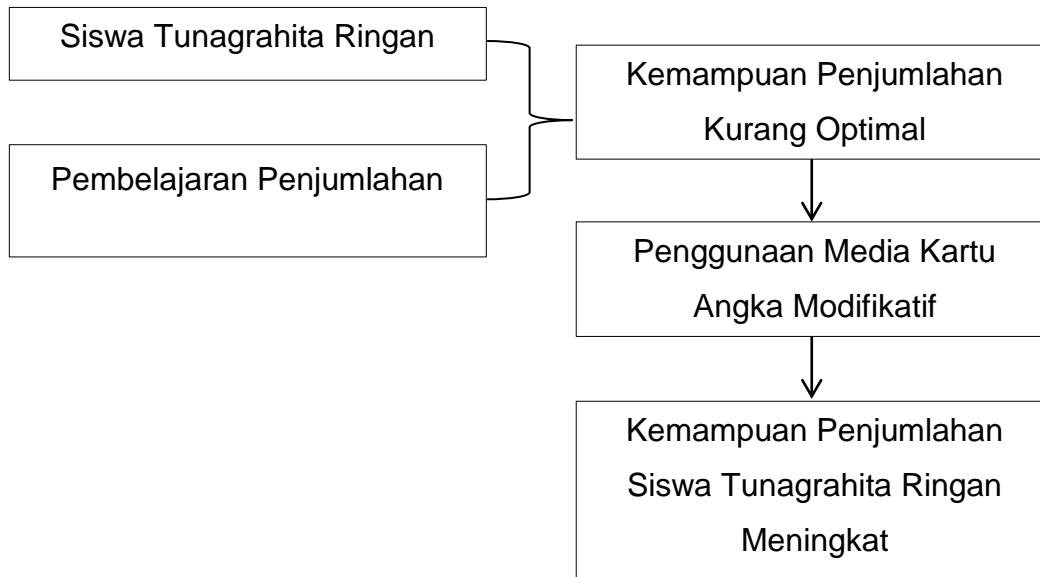 Siswa Tunagrahita Ringan
Pembelajaran Penjumlahan
Kemampuan Penjumlahan
Kurang Optimal
Penggunaan Media Kartu
Angka Modifikatif
Kemampuan Penjumlahan
Siswa Tunagrahita Ringan
Meningkat